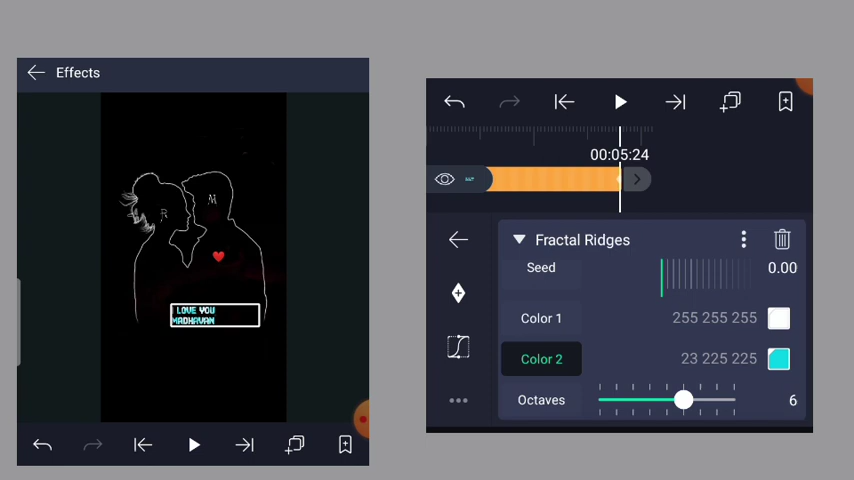 Effects
R
M
I LOVE YOU
MADHAVAN
00:05:24
Fractal Ridges
Seed 0.00
Color 1 255 255 255
Color 2 23 225 225
Octaves 6